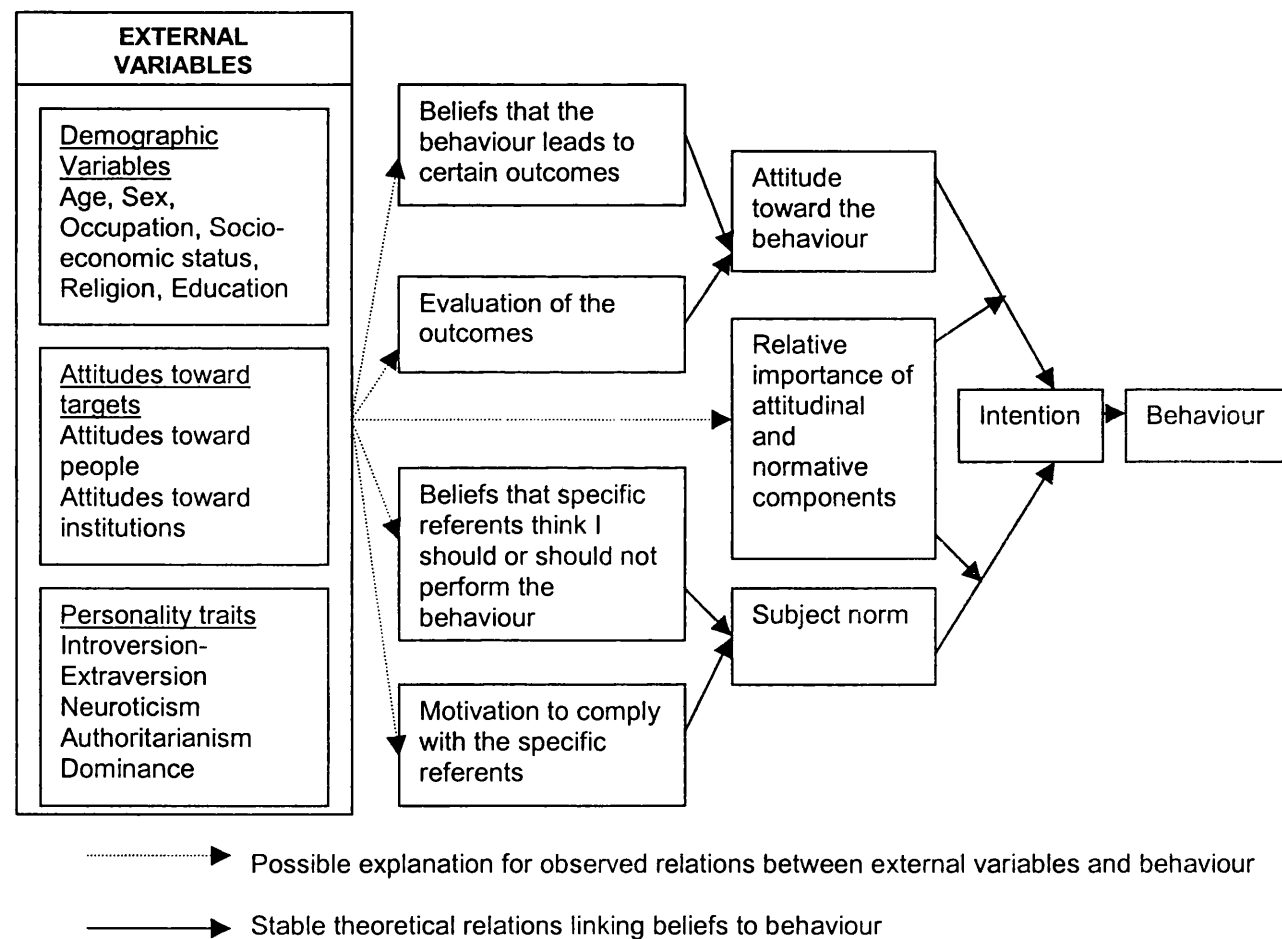 EXTERNAL
VARIABLES
Demographic
Variables
Age, Sex,
Occupation, Socio-
economic status,
Religion, Education
Attitudes toward
targets
Attitudes toward
people
Attitudes toward
institutions
Personality traits
Introversion-
Extraversion
Neuroticism
Authoritarianism
Dominance
Beliefs that the
behaviour leads to
certain outcomes
Evaluation of the
outcomes
Beliefs that specific
referents think I
should or should not
perform the
behaviour
Motivation to comply
with the specific
referents
Attitude
toward the
behaviour
Relative
importance of
attitudinal
and
normative
components
Subject norm
Intention
Behaviour
Possible explanation for observed relations between external variables and behaviour
Stable theoretical relations linking beliefs to behaviour